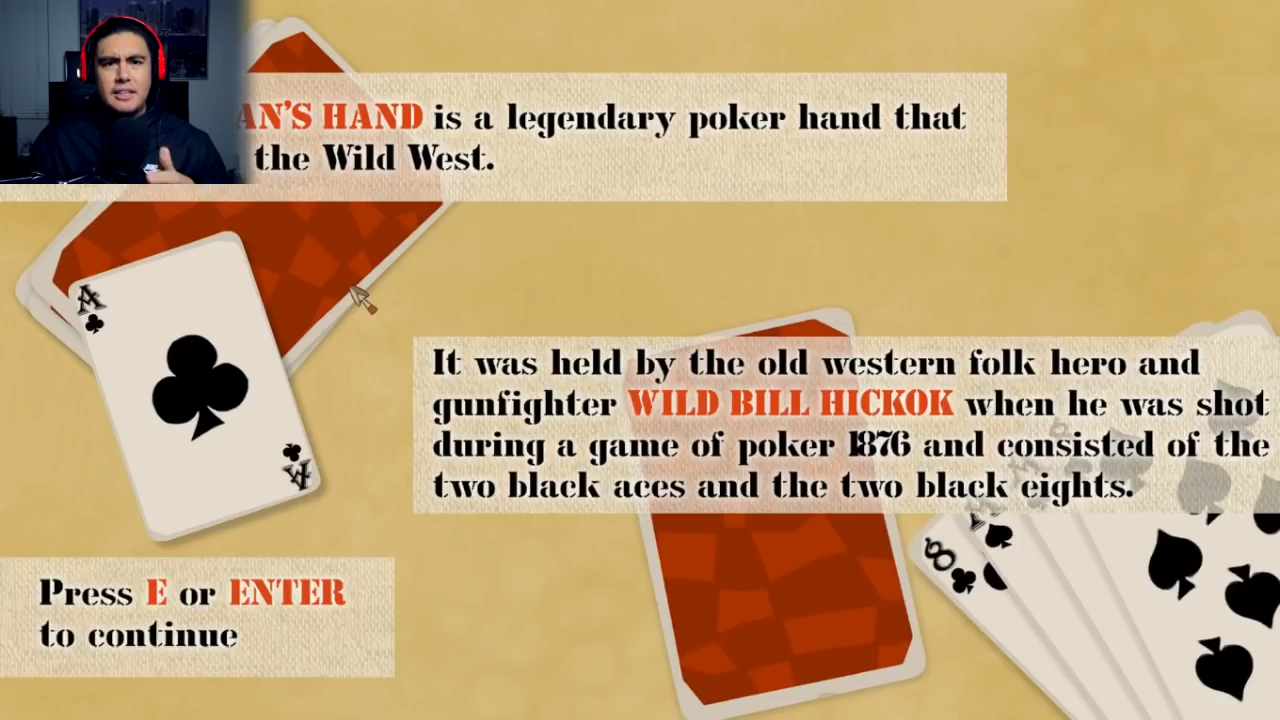 AN'S HAND is a legendary poker hand that
the Wild West.
A
A
It was held by the old western folk hero and
gunfighter WILD BILL HICKOK when he was shot
during a game of poker 1876 and consisted of the
two black aces and the two black eights.
8
Press E or ENTER
to continue